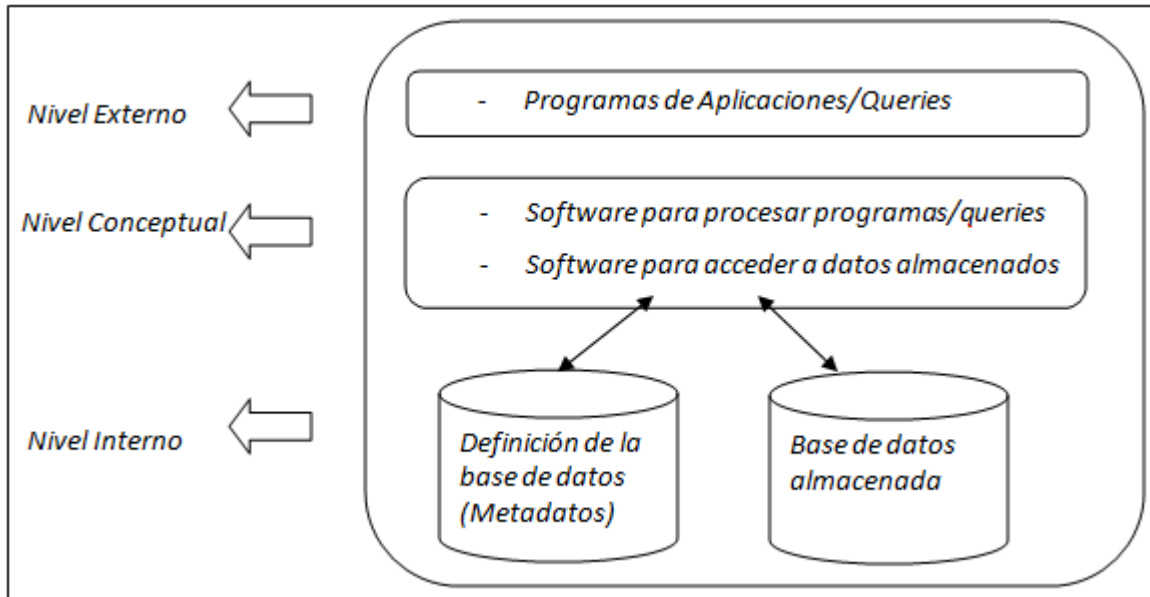 Nivel Externo
- Programas de Aplicaciones/Queries
Nivel Conceptual
- Software para procesar programas/queries
- Software para acceder a datos almacenados
Nivel Interno
Definición de la
base de datos
(Metadatos)
Base de datos
almacenada